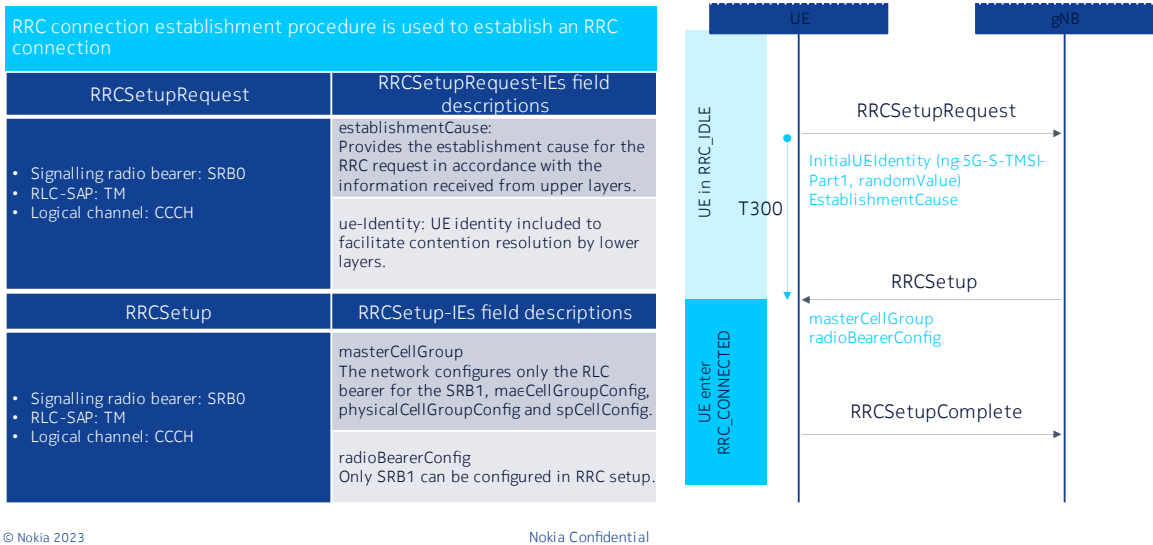 RRC connection establishment procedure is used to establish an RRC
connection
RRCSetupRequest
RRCSetupRequest-IEs field
descriptions
• Signalling radio bearer: SRB0
• RLC-SAP: TM
• Logical channel: CCCH
establishmentCause:
Provides the establishment cause for the
RRC request in accordance with the
information received from upper layers.
ue-Identity: UE identity included to
facilitate contention resolution by lower
layers.
RRCSetup
RRCSetup-IEs field descriptions
• Signalling radio bearer: SRB0
• RLC-SAP: TM
• Logical channel: CCCH
masterCellGroup
The network configures only the RLC
bearer for the SRB1, mac-CellGroupConfig,
physicalCellGroupConfig and spCellConfig.
radioBearerConfig
Only SRB1 can be configured in RRC setup.
UE
gNB
UE in RRC_IDLE
T300
RRCSetupRequest
InitialUE-Identity (ng-5G-S-TMSI-
Part1, randomValue)
EstablishmentCause
RRCSetup
masterCellGroup
radioBearerConfig
UE enter
RRC_CONNECTED
RRCSetupComplete
© Nokia 2023
Nokia Confidential